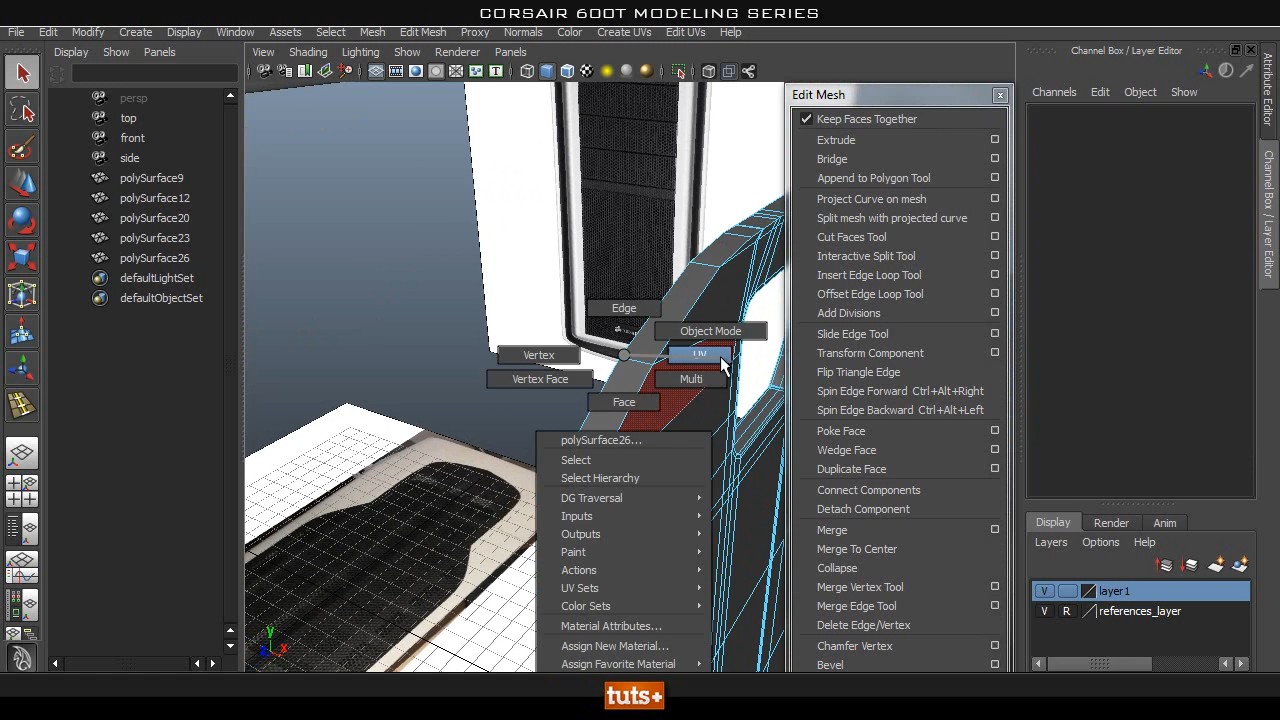 CORSAIR 600T MODELING SERIES
File Edit Modify Create Display Window Assets Select Mesh Edit Mesh Proxy Normals Color Create UVs Edit UVs Help
Display Show Panels
View Shading Lighting Show Renderer Panels
Channel Box / Layer Editor
Channels Edit Object Show
Attribute Editor
Channel Box / Layer Editor
persp
top
front
side
polySurface9
polySurface12
polySurface20
polySurface23
polySurface26
defaultLightSet
defaultObjectSet
Edge
Object Mode
Vertex
UV
Vertex Face
Multi
Face
polySurface26...
Select
Select Hierarchy
DG Traversal
Inputs
Outputs
Paint
Actions
UV Sets
Color Sets
Material Attributes...
Assign New Material...
Assign Favorite Material
Edit Mesh
Keep Faces Together
Extrude
Bridge
Append to Polygon Tool
Project Curve on mesh
Split mesh with projected curve
Cut Faces Tool
Interactive Split Tool
Insert Edge Loop Tool
Offset Edge Loop Tool
Add Divisions
Slide Edge Tool
Transform Component
Flip Triangle Edge
Spin Edge Forward Ctrl+Alt+Right
Spin Edge Backward Ctrl+Alt+Left
Poke Face
Wedge Face
Duplicate Face
Connect Components
Detach Component
Merge
Merge To Center
Collapse
Merge Vertex Tool
Merge Edge Tool
Delete Edge/Vertex
Chamfer Vertex
Bevel
Display Render Anim
Layers Options Help
V layer1
V R references_layer
y
x
z
tuts+